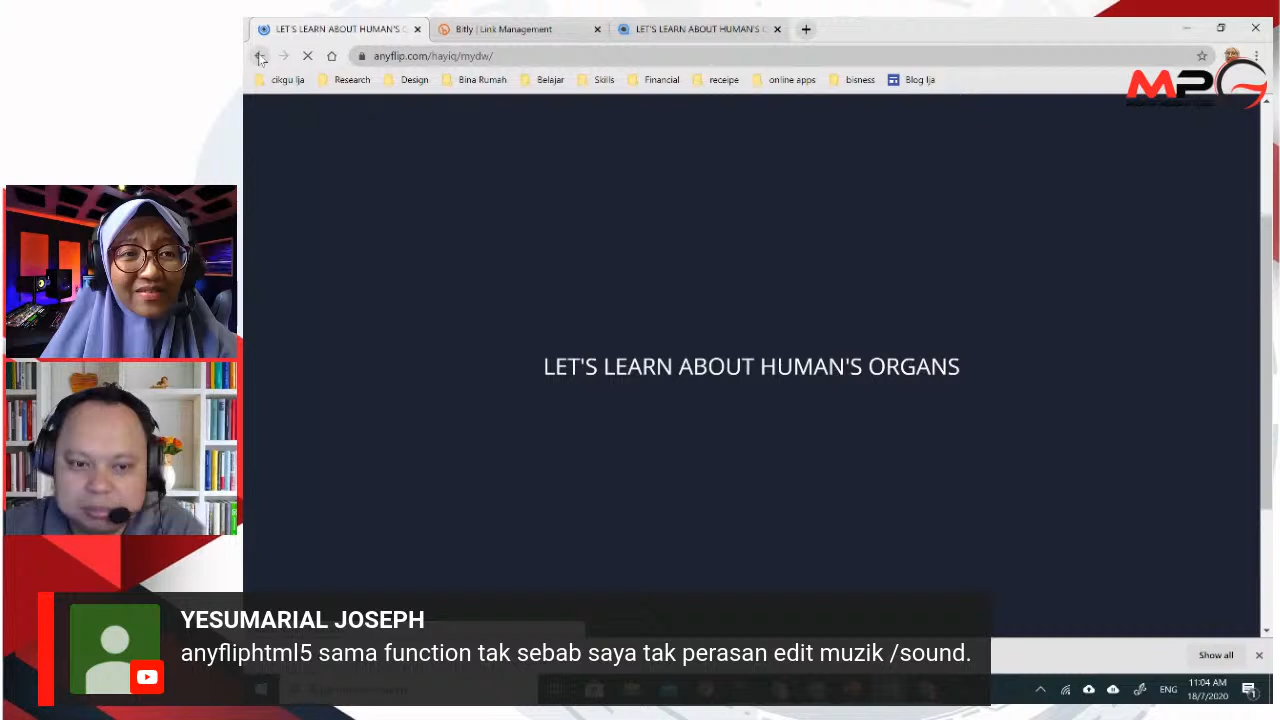 LET'S LEARN ABOUT HUMAN'S O
Bitly | Link Management
LET'S LEARN ABOUT HUMAN'S O
anyflip.com/hayiq/mydw/
cikgu Ija
Research
Design
Bina Rumah
Belajar
Skills
Financial
receipe
online apps
bisness
Blog Ija
MPG
LET'S LEARN ABOUT HUMAN'S ORGANS
YESUMARIAL JOSEPH
anyfliphtml5 sama function tak sebab saya tak perasan edit muzik /sound.
Show all
ENG
11:04 AM
18/7/2020